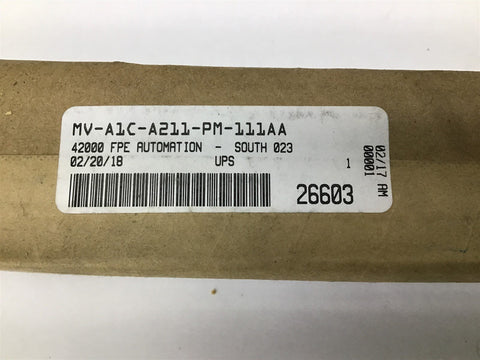 MV-A1C-A211-PM-111AA
42000 FPE AUTOMATION - SOUTH 023
02/20/18 UPS 1
26603
02/17 AM
000001